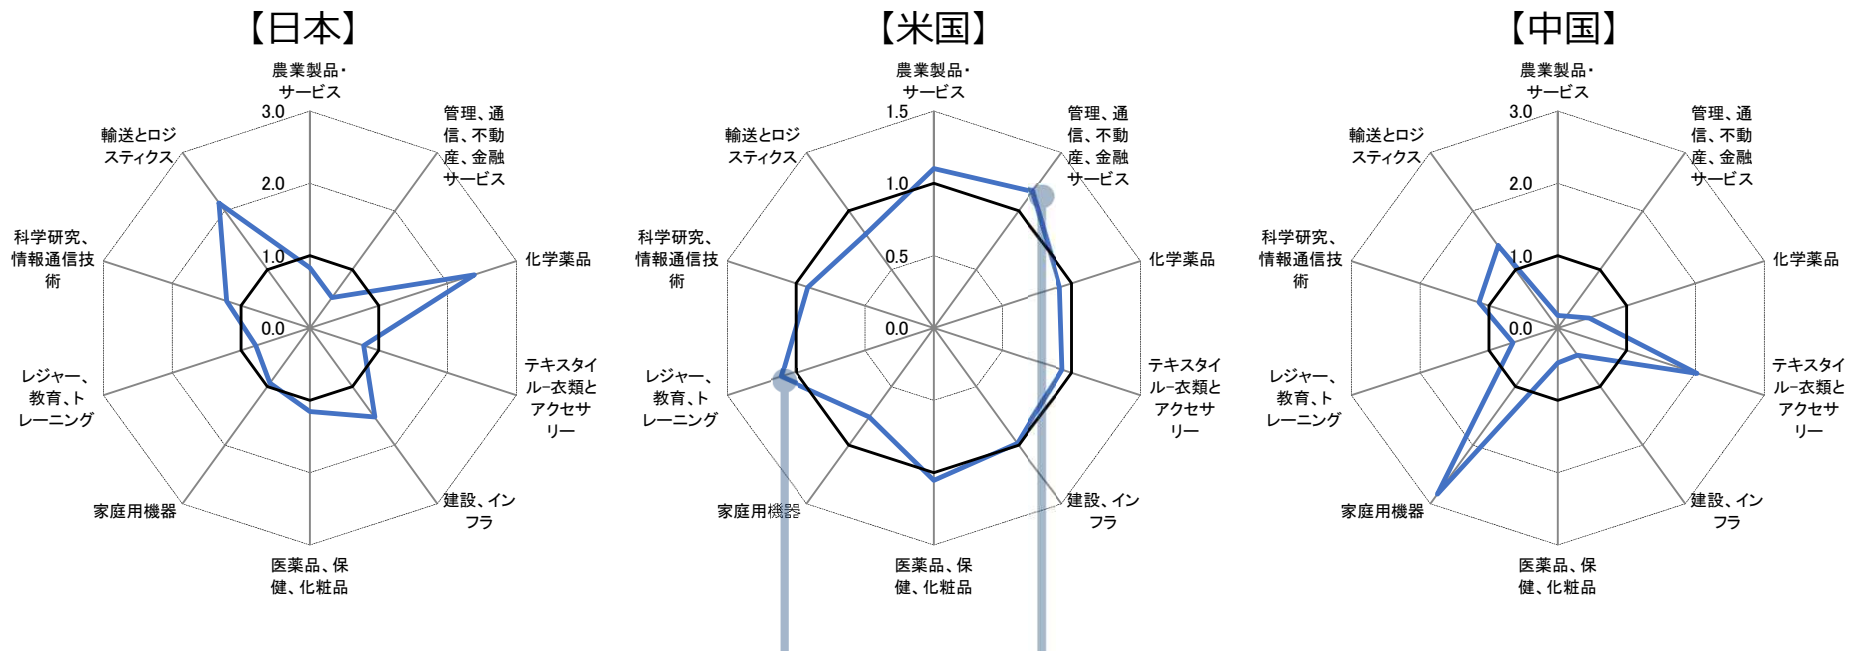 【日本】
農業製品・
サービス
3.0
管理、通
信、不動
産、金融
サービス
輸送とロジ
スティクス
2.0
科学研究、
情報通信技
術
1.0
化学薬品
0.0
レジャー、
教育、ト
レーニング
テキスタイ
ル-衣類と
アクセサ
リー
家庭用機器
建設、イン
フラ
医薬品、保
健、化粧品
【米国】
農業製品・
サービス
1.5
管理、通
信、不動
産、金融
サービス
輸送とロジ
スティクス
1.0
科学研究、
情報通信技
術
0.5
化学薬品
0.0
レジャー、
教育、ト
レーニング
テキスタイ
ル-衣類と
アクセサ
リー
家庭用機器
建設、イン
フラ
医薬品、保
健、化粧品
【中国】
農業製品・
サービス
3.0
管理、通
信、不動
産、金融
サービス
輸送とロジ
スティクス
2.0
科学研究、
情報通信技
術
1.0
化学薬品
0.0
レジャー、
教育、ト
レーニング
テキスタイ
ル-衣類と
アクセサ
リー
家庭用機器
建設、イン
フラ
医薬品、保
健、化粧品